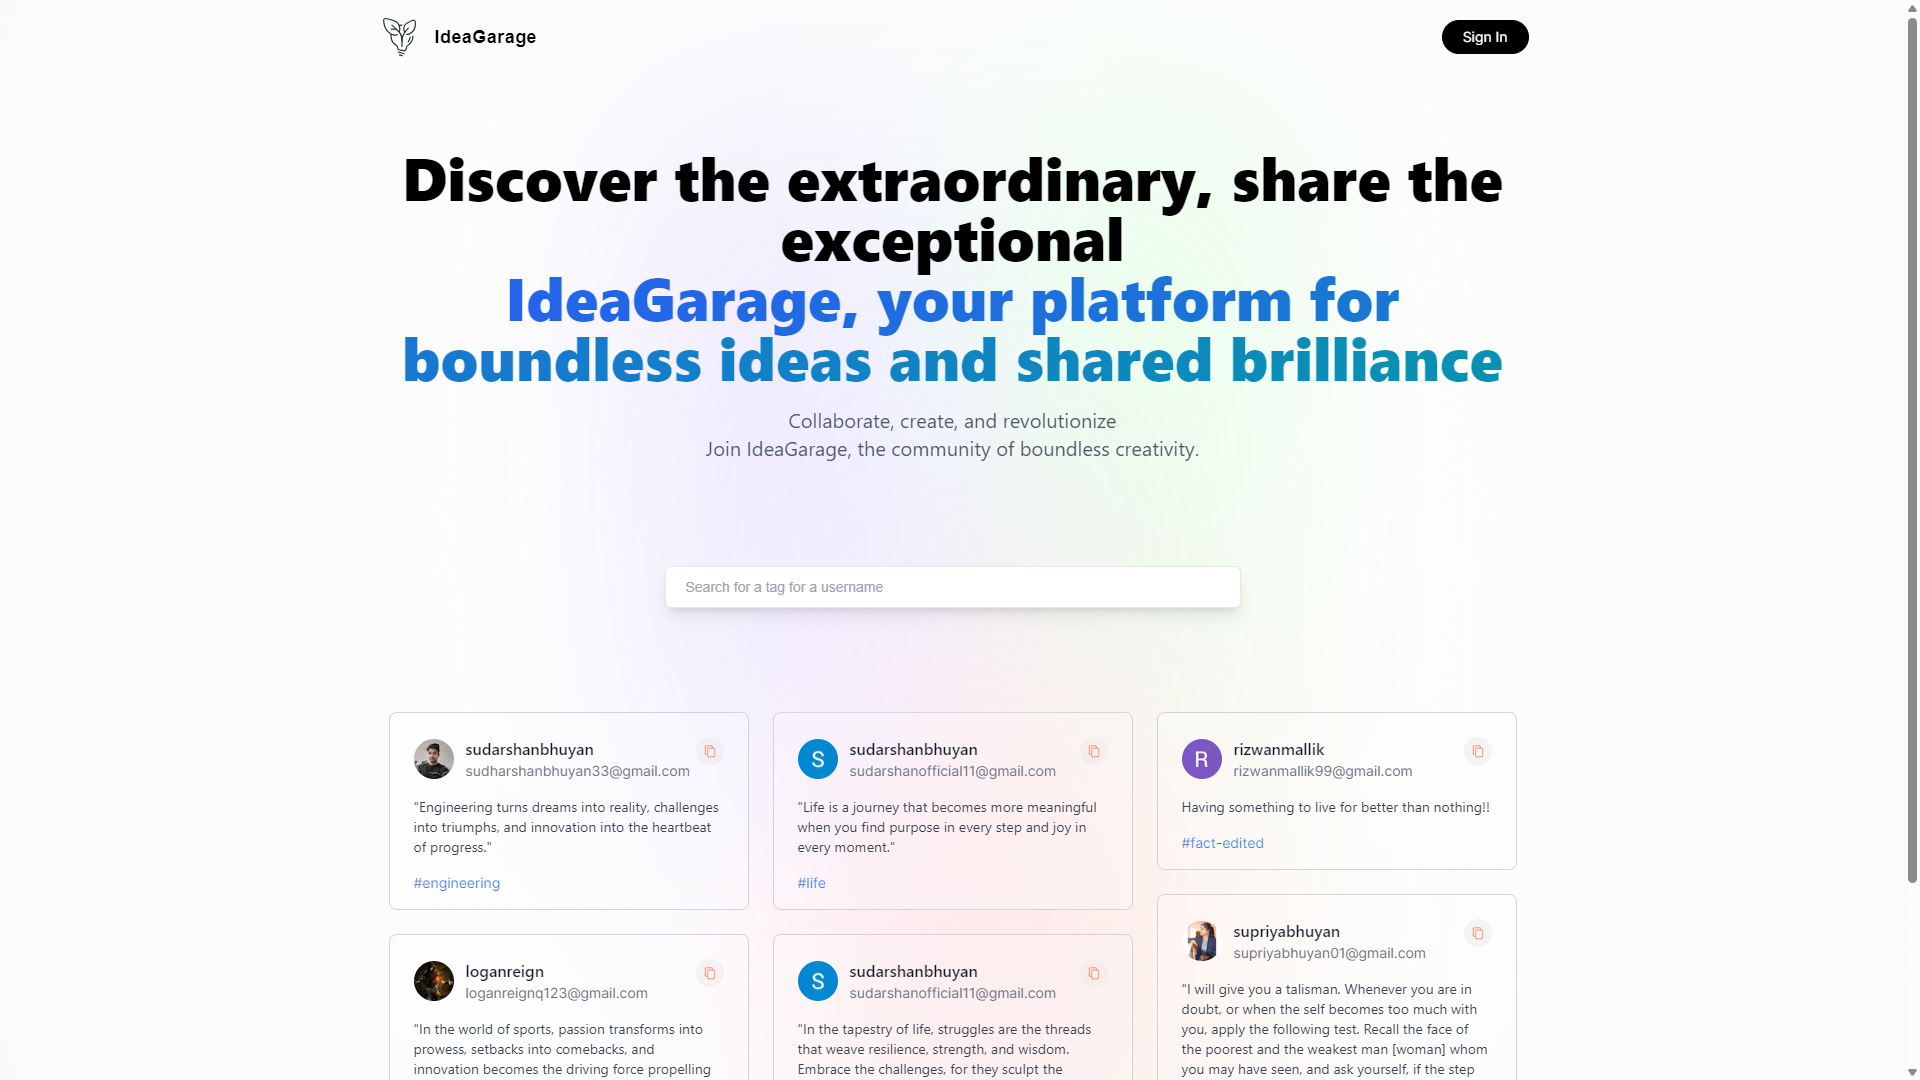 IdeaGarage
Sign In
Discover the extraordinary, share the
exceptional
IdeaGarage, your platform for
boundless ideas and shared brilliance
Collaborate, create, and revolutionize
Join IdeaGarage, the community of boundless creativity.
Search for a tag for a username
sudarshanbhuyan
sudharshanbhuyan33@gmail.com
"Engineering turns dreams into reality, challenges
into triumphs, and innovation into the heartbeat
of progress."
#engineering
loganreign
loganreignq123@gmail.com
"In the world of sports, passion transforms into
prowess, setbacks into comebacks, and
innovation becomes the driving force propelling
S
sudarshanbhuyan
sudarshanofficial11@gmail.com
"Life is a journey that becomes more meaningful
when you find purpose in every step and joy in
every moment."
#life
S
sudarshanbhuyan
sudarshanofficial11@gmail.com
"In the tapestry of life, struggles are the threads
that weave resilience, strength, and wisdom.
Embrace the challenges, for they sculpt the
R
rizwanmallik
rizwanmallik99@gmail.com
Having something to live for better than nothing!!
#fact-edited
supriyabhuyan
supriyabhuyan01@gmail.com
"I will give you a talisman. Whenever you are in
doubt, or when the self becomes too much with
you, apply the following test. Recall the face of
the poorest and the weakest man [woman] whom
you may have seen, and ask yourself, if the step